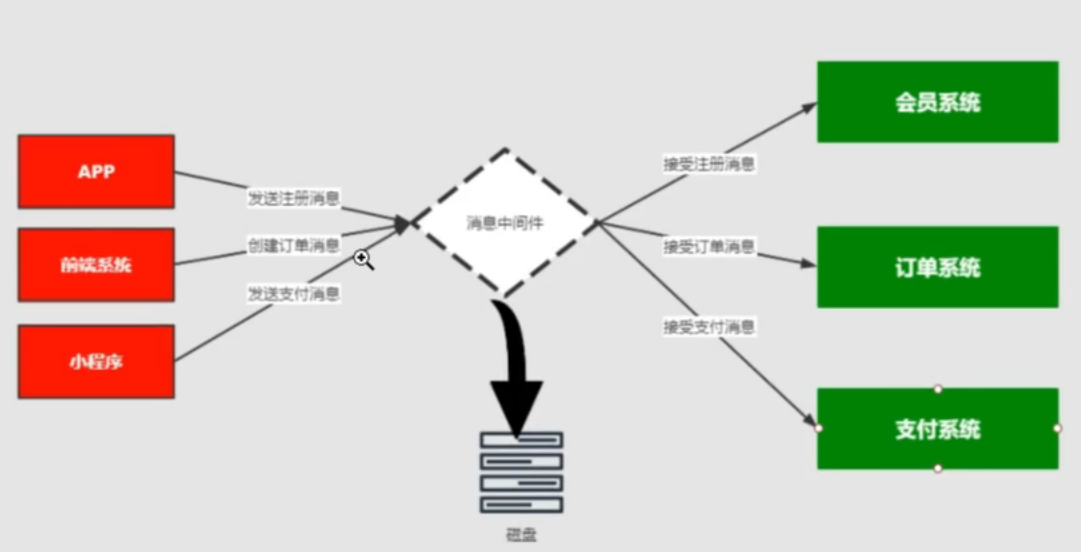 APP
前端系统
小程序
发送注册消息
创建订单消息
发送支付消息
消息中间件
磁盘
接受注册消息
接受订单消息
接受支付消息
会员系统
订单系统
支付系统